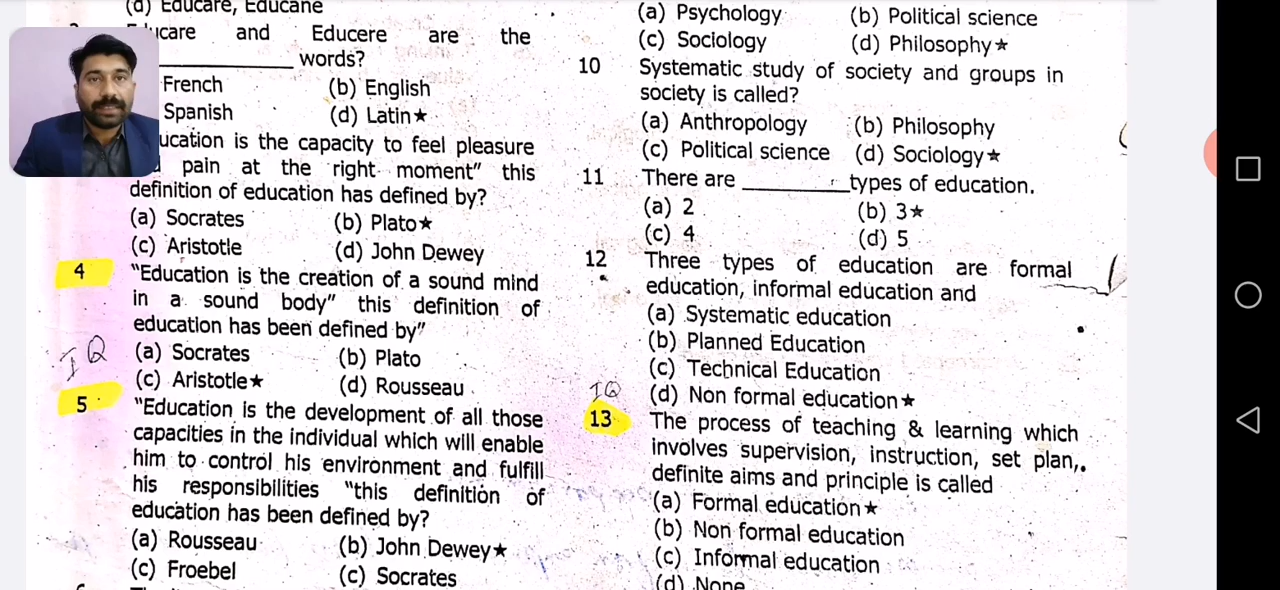 (d) Educare, Educane
ucare and Educere are the
__________ words?
French (b) English
Spanish (d) Latin★
ucation is the capacity to feel pleasure
pain at the right moment" this
definition of education has defined by?
(a) Socrates (b) Plato★
(c) Aristotle (d) John Dewey
4 "Education is the creation of a sound mind
in a sound body" this definition of
education has been defined by"
IQ (a) Socrates (b) Plato
(c) Aristotle★ (d) Rousseau
5 "Education is the development of all those
capacities in the individual which will enable
him to control his environment and fulfill
his responsibilities "this definition of
education has been defined by?
(a) Rousseau (b) John Dewey★
(c) Froebel (c) Socrates
(a) Psychology (b) Political science
(c) Sociology (d) Philosophy★
10 Systematic study of society and groups in
society is called?
(a) Anthropology (b) Philosophy
(c) Political science (d) Sociology★
11 There are __________ types of education.
(a) 2 (b) 3★
(c) 4 (d) 5
12 Three types of education are formal
education, informal education and
(a) Systematic education
(b) Planned Education
(c) Technical Education
IQ (d) Non formal education★
13 The process of teaching & learning which
involves supervision, instruction, set plan,
definite aims and principle is called
(a) Formal education★
(b) Non formal education
(c) Informal education
(d) None